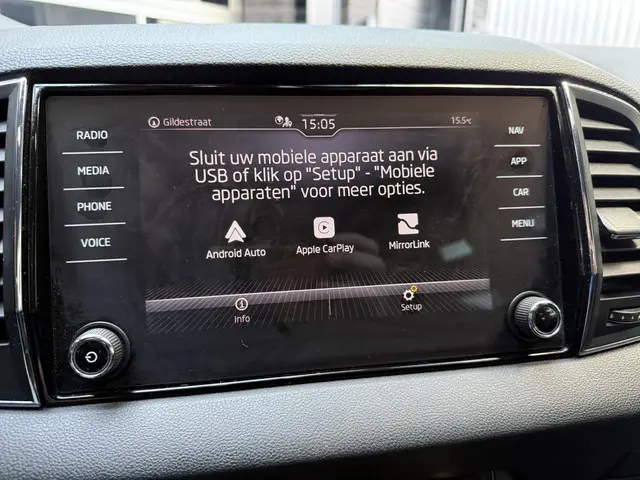 Gildestraat
15:05
15.5°C
RADIO
MEDIA
PHONE
VOICE
NAV
APP
CAR
MENU
Sluit uw mobiele apparaat aan via
USB of klik op "Setup" - "Mobiele
apparaten" voor meer opties.
Android Auto
Apple CarPlay
MirrorLink
Info
Setup